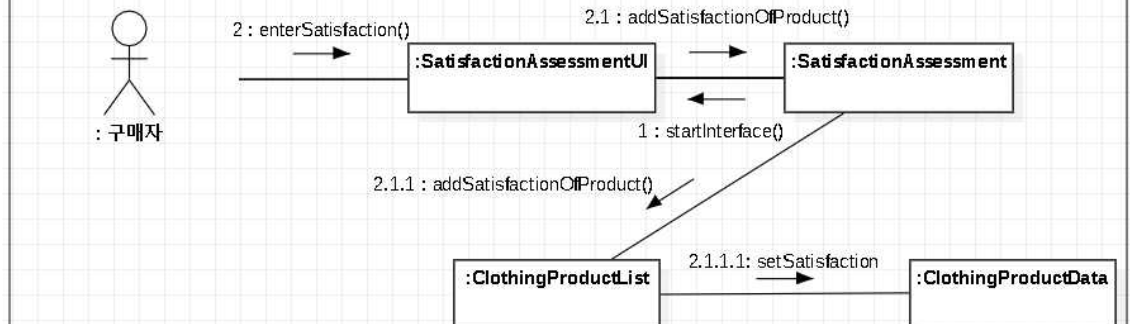 2 : enterSatisfaction()
2.1 : addSatisfactionOfProduct()
:SatisfactionAssessmentUI
:SatisfactionAssessment
: 구매자
1 : startInterface()
2.1.1 : addSatisfactionOfProduct()
:ClothingProductList
2.1.1.1: setSatisfaction
:ClothingProductData